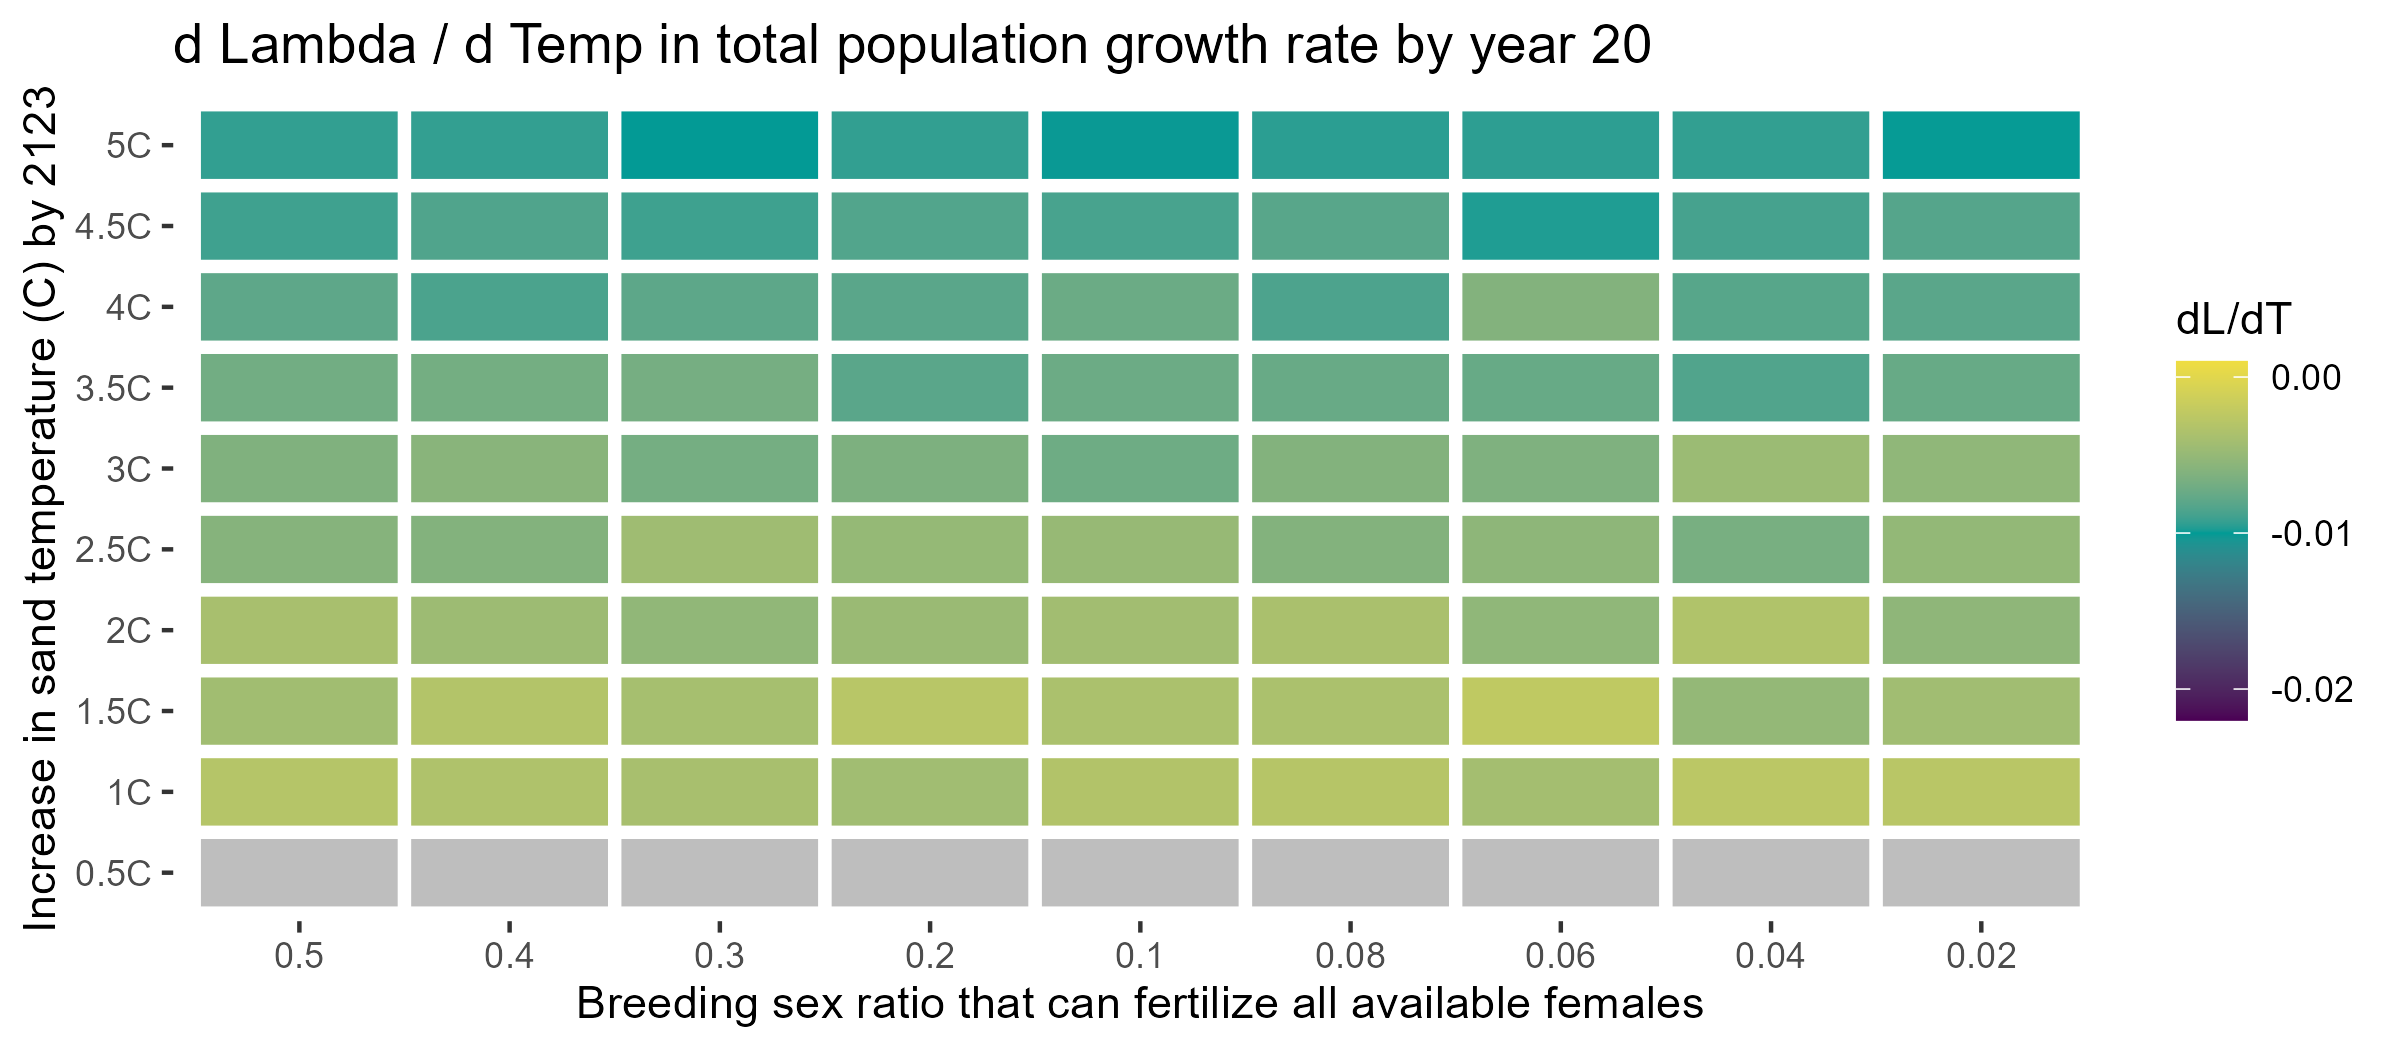 d Lambda / d Temp in total population growth rate by year 20
Increase in sand temperature (C) by 2123
5C
4.5C
4C
3.5C
3C
2.5C
2C
1.5C
1C
0.5C
0.5 0.4 0.3 0.2 0.1 0.08 0.06 0.04 0.02
Breeding sex ratio that can fertilize all available females
dL/dT
0.00
-0.01
-0.02